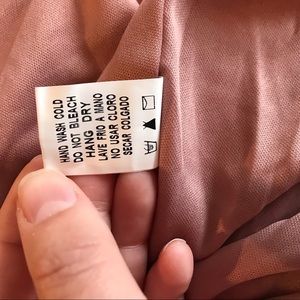 HAND WASH COLD
DO NOT BLEACH
HANG DRY
LAVE FRIO A MANO
NO USAR CLORO
SECAR COLGADO